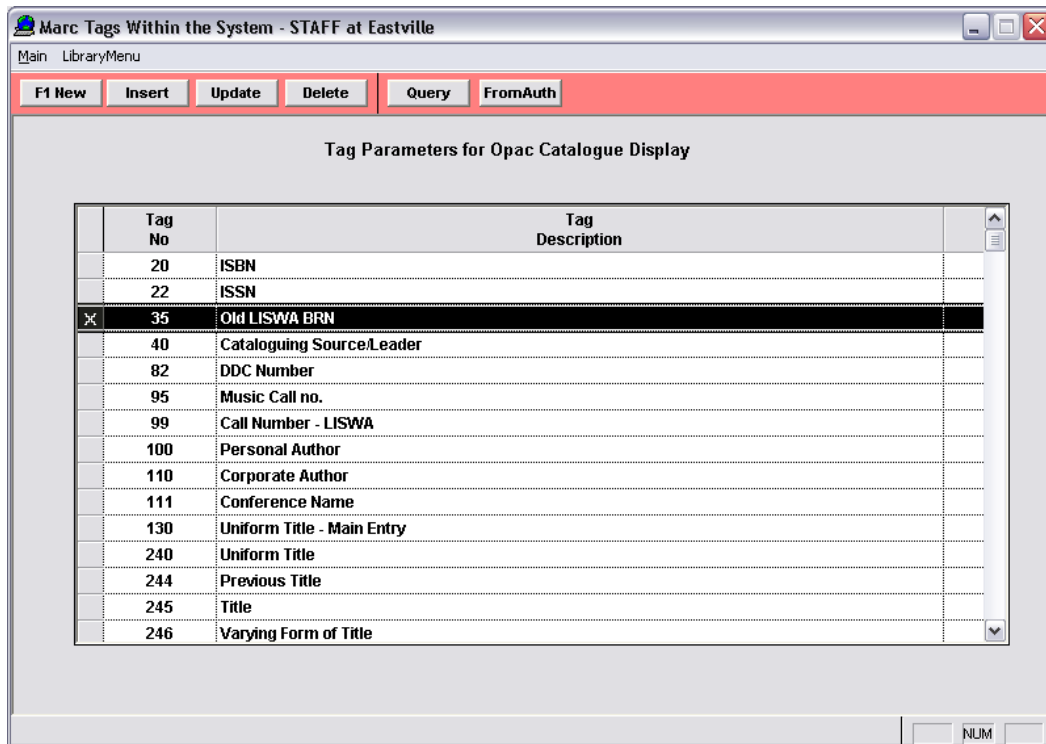 Marc Tags Within the System - STAFF at Eastville
Main LibraryMenu
F1 New Insert Update Delete Query FromAuth
Tag Parameters for Opac Catalogue Display
Tag No Tag Description
20 ISBN
22 ISSN
X 35 Old LISWA BRN
40 Cataloguing Source/Leader
82 DDC Number
95 Music Call no.
99 Call Number - LISWA
100 Personal Author
110 Corporate Author
111 Conference Name
130 Uniform Title - Main Entry
240 Uniform Title
244 Previous Title
245 Title
246 Varying Form of Title
NUM